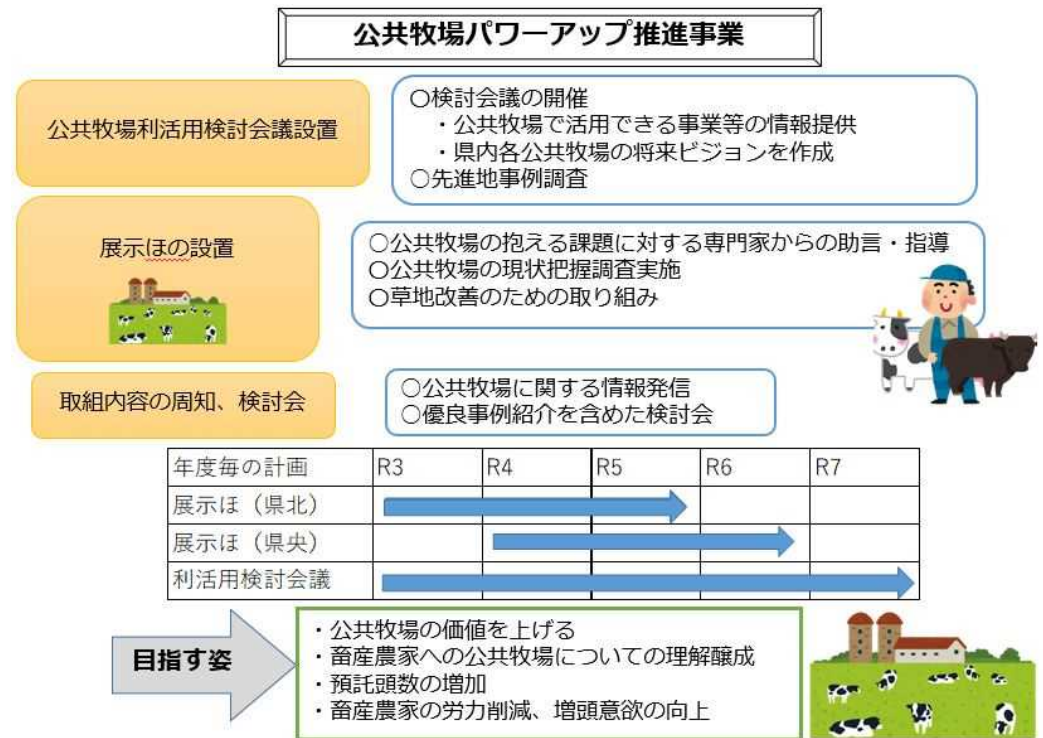 公共牧場パワーアップ推進事業
公共牧場利活用検討会議設置
○検討会議の開催
・公共牧場で活用できる事業等の情報提供
・県内各公共牧場の将来ビジョンを作成
○先進地事例調査
展示ほの設置
○公共牧場の抱える課題に対する専門家からの助言・指導
○公共牧場の現状把握調査実施
○草地改善のための取り組み
取組内容の周知、検討会
○公共牧場に関する情報発信
○優良事例紹介を含めた検討会
年度毎の計画 R3 R4 R5 R6 R7
展示ほ（県北）
展示ほ（県央）
利活用検討会議
目指す姿
・公共牧場の価値を上げる
・畜産農家への公共牧場についての理解醸成
・預託頭数の増加
・畜産農家の労力削減、増頭意欲の向上